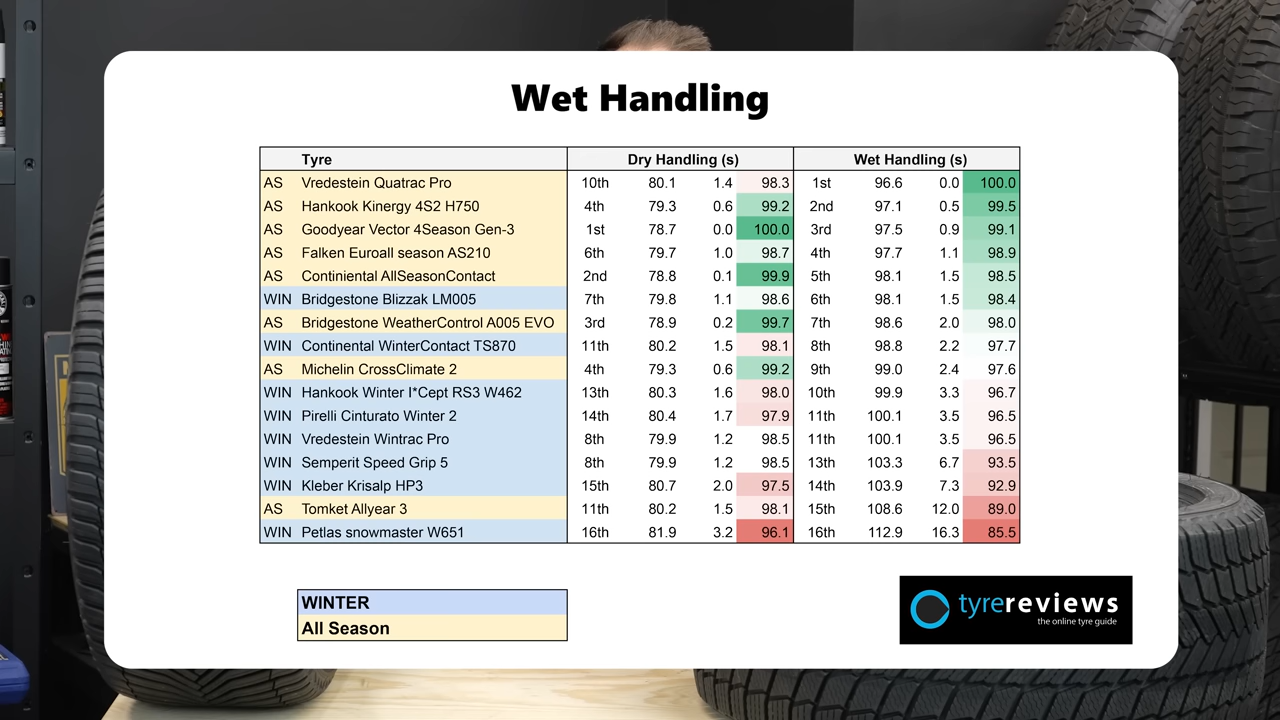 Wet Handling
Tyre Dry Handling (s) Wet Handling (s)
AS Vredestein Quatrac Pro 10th 80.1 1.4 98.3 1st 96.6 0.0 100.0
AS Hankook Kinergy 4S2 H750 4th 79.3 0.6 99.2 2nd 97.1 0.5 99.5
AS Goodyear Vector 4Season Gen-3 1st 78.7 0.0 100.0 3rd 97.5 0.9 99.1
AS Falken Euroall season AS210 6th 79.7 1.0 98.7 4th 97.7 1.1 98.9
AS Continiental AllSeasonContact 2nd 78.8 0.1 99.9 5th 98.1 1.5 98.5
WIN Bridgestone Blizzak LM005 7th 79.8 1.1 98.6 6th 98.1 1.5 98.4
AS Bridgestone WeatherControl A005 EVO 3rd 78.9 0.2 99.7 7th 98.6 2.0 98.0
WIN Continental WinterContact TS870 11th 80.2 1.5 98.1 8th 98.8 2.2 97.7
AS Michelin CrossClimate 2 4th 79.3 0.6 99.2 9th 99.0 2.4 97.6
WIN Hankook Winter I*Cept RS3 W462 13th 80.3 1.6 98.0 10th 99.9 3.3 96.7
WIN Pirelli Cinturato Winter 2 14th 80.4 1.7 97.9 11th 100.1 3.5 96.5
WIN Vredestein Wintrac Pro 8th 79.9 1.2 98.5 11th 100.1 3.5 96.5
WIN Semperit Speed Grip 5 8th 79.9 1.2 98.5 13th 103.3 6.7 93.5
WIN Kleber Krisalp HP3 15th 80.7 2.0 97.5 14th 103.9 7.3 92.9
AS Tomket Allyear 3 11th 80.2 1.5 98.1 15th 108.6 12.0 89.0
WIN Petlas snowmaster W651 16th 81.9 3.2 96.1 16th 112.9 16.3 85.5
WINTER
All Season
tyrereviews
the online tyre guide